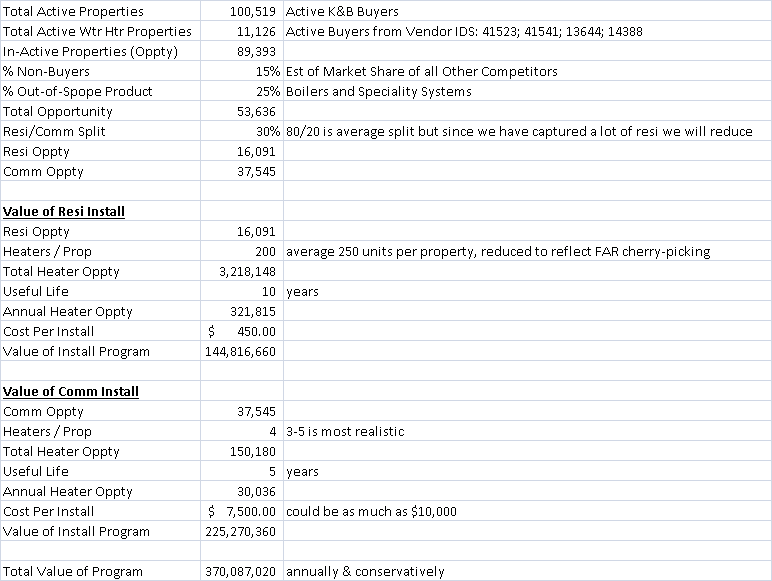 Total Active Properties 100,519 Active K&B Buyers
Total Active Wtr Htr Properties 11,126 Active Buyers from Vendor IDS: 41523; 41541; 13644; 14388
In-Active Properties (Oppty) 89,393
% Non-Buyers 15% Est of Market Share of all Other Competitors
% Out-of-Spope Product 25% Boilers and Speciality Systems
Total Opportunity 53,636
Resi/Comm Split 30% 80/20 is average split but since we have captured a lot of resi we will reduce
Resi Oppty 16,091
Comm Oppty 37,545
Value of Resi Install
Resi Oppty 16,091
Heaters / Prop 200 average 250 units per property, reduced to reflect FAR cherry-picking
Total Heater Oppty 3,218,148
Useful Life 10 years
Annual Heater Oppty 321,815
Cost Per Install $ 450.00
Value of Install Program 144,816,660
Value of Comm Install
Comm Oppty 37,545
Heaters / Prop 4 3-5 is most realistic
Total Heater Oppty 150,180
Useful Life 5 years
Annual Heater Oppty 30,036
Cost Per Install $ 7,500.00 could be as much as $10,000
Value of Install Program 225,270,360
Total Value of Program 370,087,020 annually & conservatively